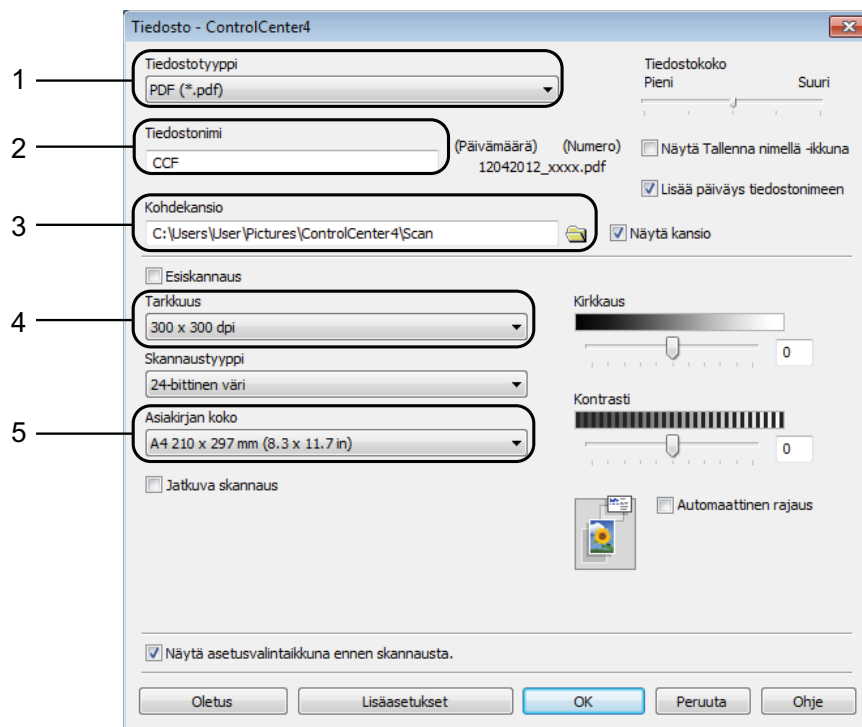 Tiedosto - ControlCenter4
Tiedostotyyppi
Tiedostokoko
1
PDF (*.pdf)
Pieni Suuri
Tiedostonimi
2
CCF
(Päivämäärä) (Numero)
12042012_xxxx.pdf
Näytä Tallenna nimellä -ikkuna
Lisää päiväys tiedostonimeen
Kohdekansio
3
C:\Users\User\Pictures\ControlCenter4\Scan
Näytä kansio
Esiskannaus
Tarkkuus
Kirkkaus
4
300 x 300 dpi
0
Skannaustyyppi
24-bittinen väri
Kontrasti
Asiakirjan koko
5
A4 210 x 297 mm (8.3 x 11.7 in)
0
Jatkuva skannaus
Automaattinen rajaus
Näytä asetusvalintaikkuna ennen skannausta.
Oletus Lisäasetukset OK Peruuta Ohje